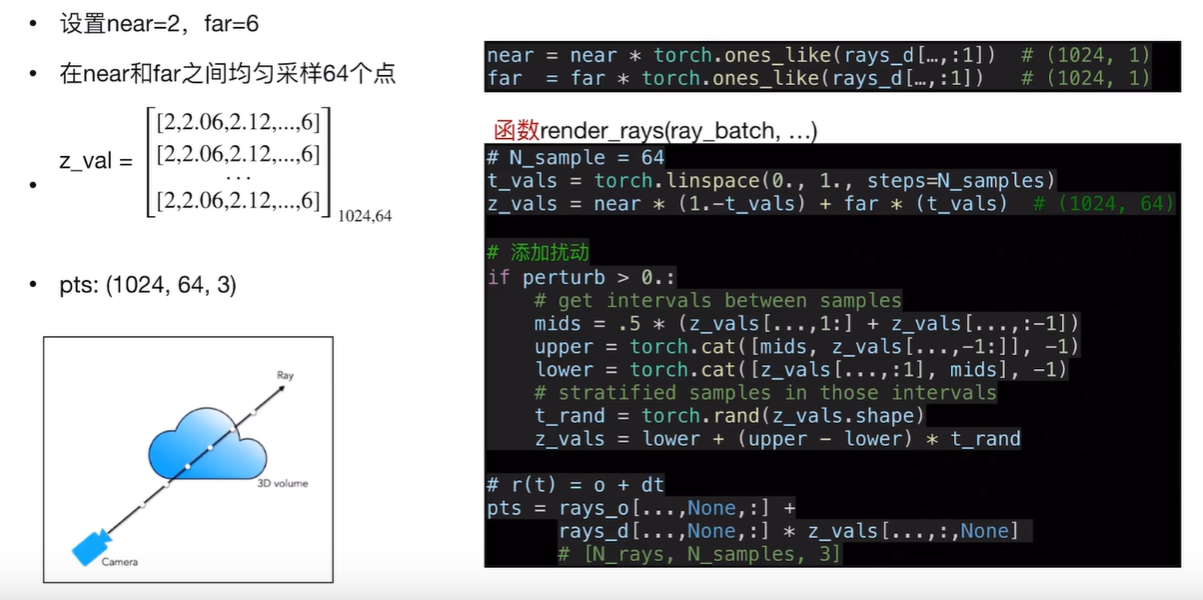 • 设置near=2，far=6
• 在near和far之间均匀采样64个点
[2,2.06,2.12,...,6]
z_val = [2,2.06,2.12,...,6]
...
[2,2.06,2.12,...,6]
1024,64
• pts: (1024, 64, 3)
Ray
3D volume
Camera
near = near * torch.ones_like(rays_d[…,:1]) # (1024, 1)
far = far * torch.ones_like(rays_d[…,:1]) # (1024, 1)
函数render_rays(ray_batch, …)
# N_sample = 64
t_vals = torch.linspace(0., 1., steps=N_samples)
z_vals = near * (1.-t_vals) + far * (t_vals) # (1024, 64)
# 添加扰动
if perturb > 0.:
# get intervals between samples
mids = .5 * (z_vals[...,1:] + z_vals[...,:-1])
upper = torch.cat([mids, z_vals[...,-1:]], -1)
lower = torch.cat([z_vals[...,:1], mids], -1)
# stratified samples in those intervals
t_rand = torch.rand(z_vals.shape)
z_vals = lower + (upper - lower) * t_rand
# r(t) = o + dt
pts = rays_o[...,None,:] +
rays_d[...,None,:] * z_vals[...,:,None]
# [N_rays, N_samples, 3]